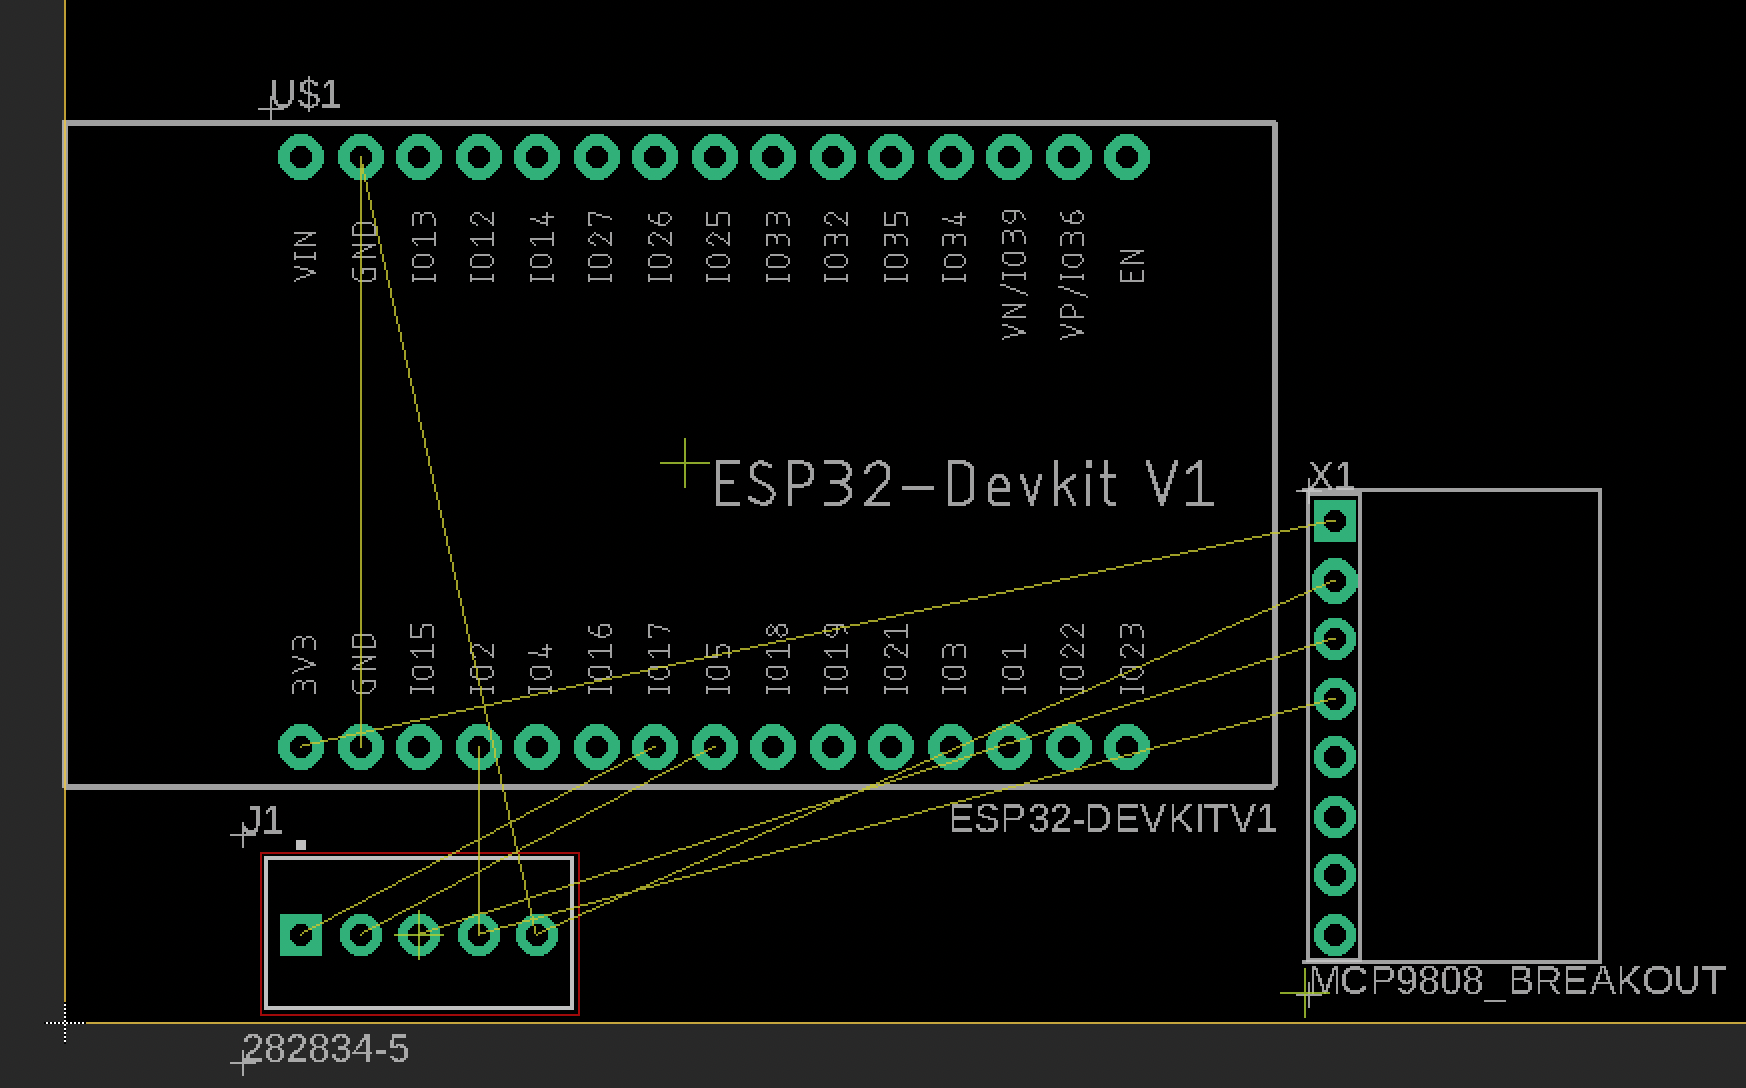 U$1
VIN
GND
IO13
IO12
IO14
IO27
IO26
IO25
IO33
IO32
IO35
IO34
VN/IO39
VP/IO36
EN
ESP32-Devkit V1
X1
3V3
GND
IO15
IO2
IO4
IO16
IO17
IO5
IO18
IO19
IO21
IO3
IO1
IO22
IO23
J1
ESP32-DEVKITV1
MCP9808_BREAKOUT
282834-5